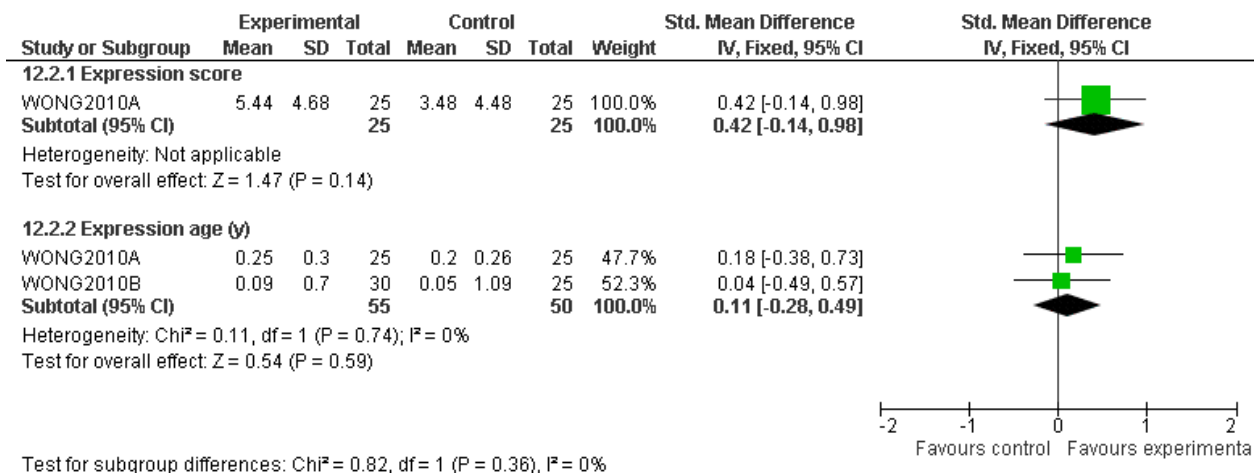 Experimental Control Std. Mean Difference Std. Mean Difference
Study or Subgroup Mean SD Total Mean SD Total Weight IV, Fixed, 95% CI IV, Fixed, 95% CI
12.2.1 Expression score
WONG2010A 5.44 4.68 25 3.48 4.48 25 100.0% 0.42 [-0.14, 0.98]
Subtotal (95% CI) 25 25 100.0% 0.42 [-0.14, 0.98]
Heterogeneity: Not applicable
Test for overall effect: Z = 1.47 (P = 0.14)
12.2.2 Expression age (y)
WONG2010A 0.25 0.3 25 0.2 0.26 25 47.7% 0.18 [-0.38, 0.73]
WONG2010B 0.09 0.7 30 0.05 1.09 25 52.3% 0.04 [-0.49, 0.57]
Subtotal (95% CI) 55 50 100.0% 0.11 [-0.28, 0.49]
Heterogeneity: Chi² = 0.11, df = 1 (P = 0.74); I² = 0%
Test for overall effect: Z = 0.54 (P = 0.59)
-2 -1 0 1 2
Favours control Favours experimenta
Test for subgroup differences: Chi² = 0.82, df = 1 (P = 0.36), I² = 0%